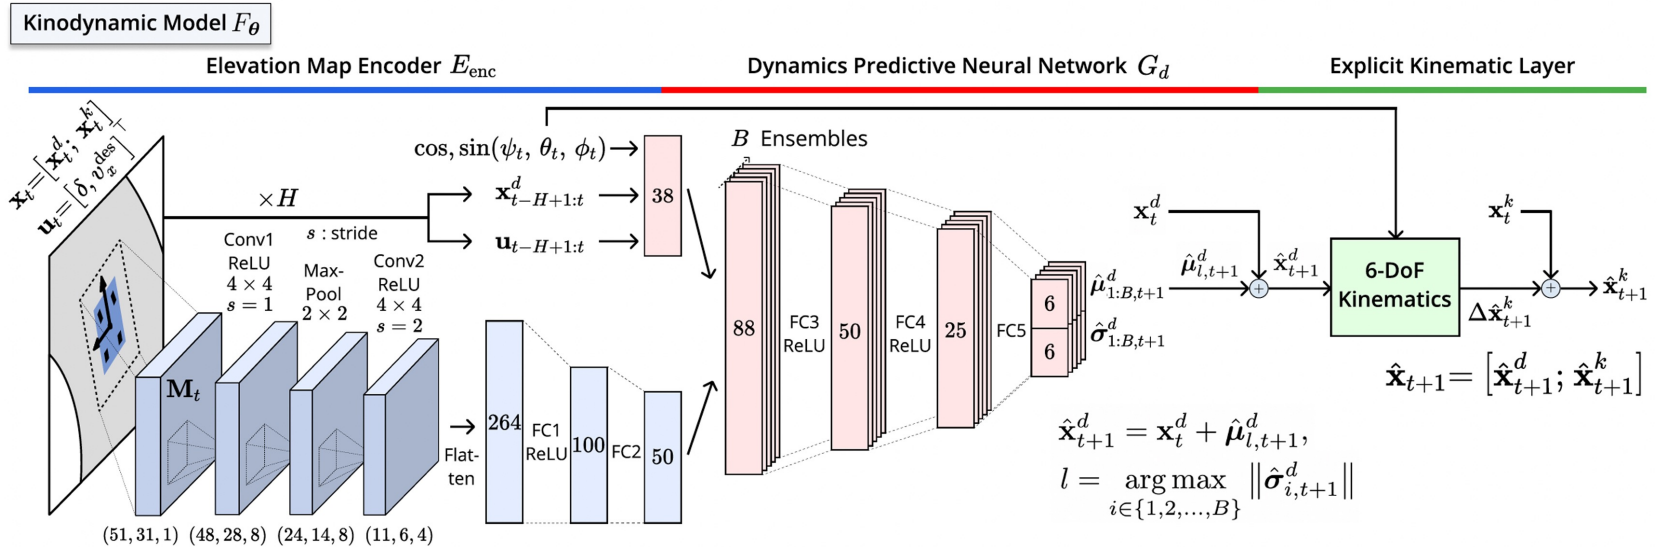 Kinodynamic Model F_θ
Elevation Map Encoder E_enc
Dynamics Predictive Neural Network G_d
Explicit Kinematic Layer
x_t=[x_t^d; x_t^k]^⊤
u_t=[δ, v_x^des]^⊤
×H
s : stride
cos, sin(ψ_t, θ_t, ϕ_t)
x^d_{t−H+1:t}
u_{t−H+1:t}
38
Conv1
ReLU
4 × 4
s = 1
Max-
Pool
2 × 2
Conv2
ReLU
4 × 4
s = 2
M_t
(51, 31, 1)
(48, 28, 8)
(24, 14, 8)
(11, 6, 4)
Flat-
ten
264
FC1
ReLU
100
FC2
50
B Ensembles
88
FC3
ReLU
50
FC4
ReLU
25
FC5
6
6
μ̂^d_{1:B,t+1}
σ̂^d_{1:B,t+1}
x_t^d
μ̂^d_{l,t+1}
+
x̂^d_{t+1}
6-DoF
Kinematics
x_t^k
Δx̂^k_{t+1}
+
x̂^k_{t+1}
x̂_{t+1}=[x̂^d_{t+1}; x̂^k_{t+1}]
x̂^d_{t+1} = x_t^d + μ̂^d_{l,t+1},
l = arg max ‖σ̂^d_{i,t+1}‖
i∈{1,2,...,B}